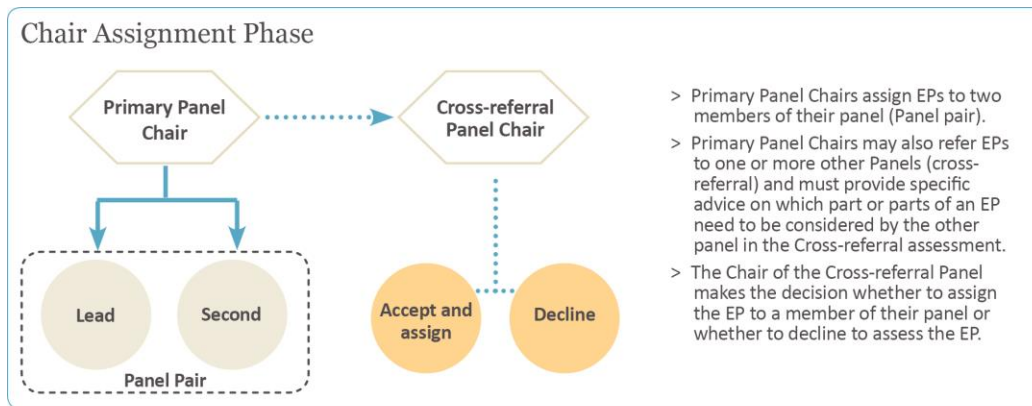 Chair Assignment Phase
Primary Panel
Chair
Cross-referral
Panel Chair
Lead
Second
Panel Pair
Accept and
assign
Decline
> Primary Panel Chairs assign EPs to two
members of their panel (Panel pair).
> Primary Panel Chairs may also refer EPs
to one or more other Panels (cross-
referral) and must provide specific
advice on which part or parts of an EP
need to be considered by the other
panel in the Cross-referral assessment.
> The Chair of the Cross-referral Panel
makes the decision whether to assign
the EP to a member of their panel or
whether to decline to assess the EP.